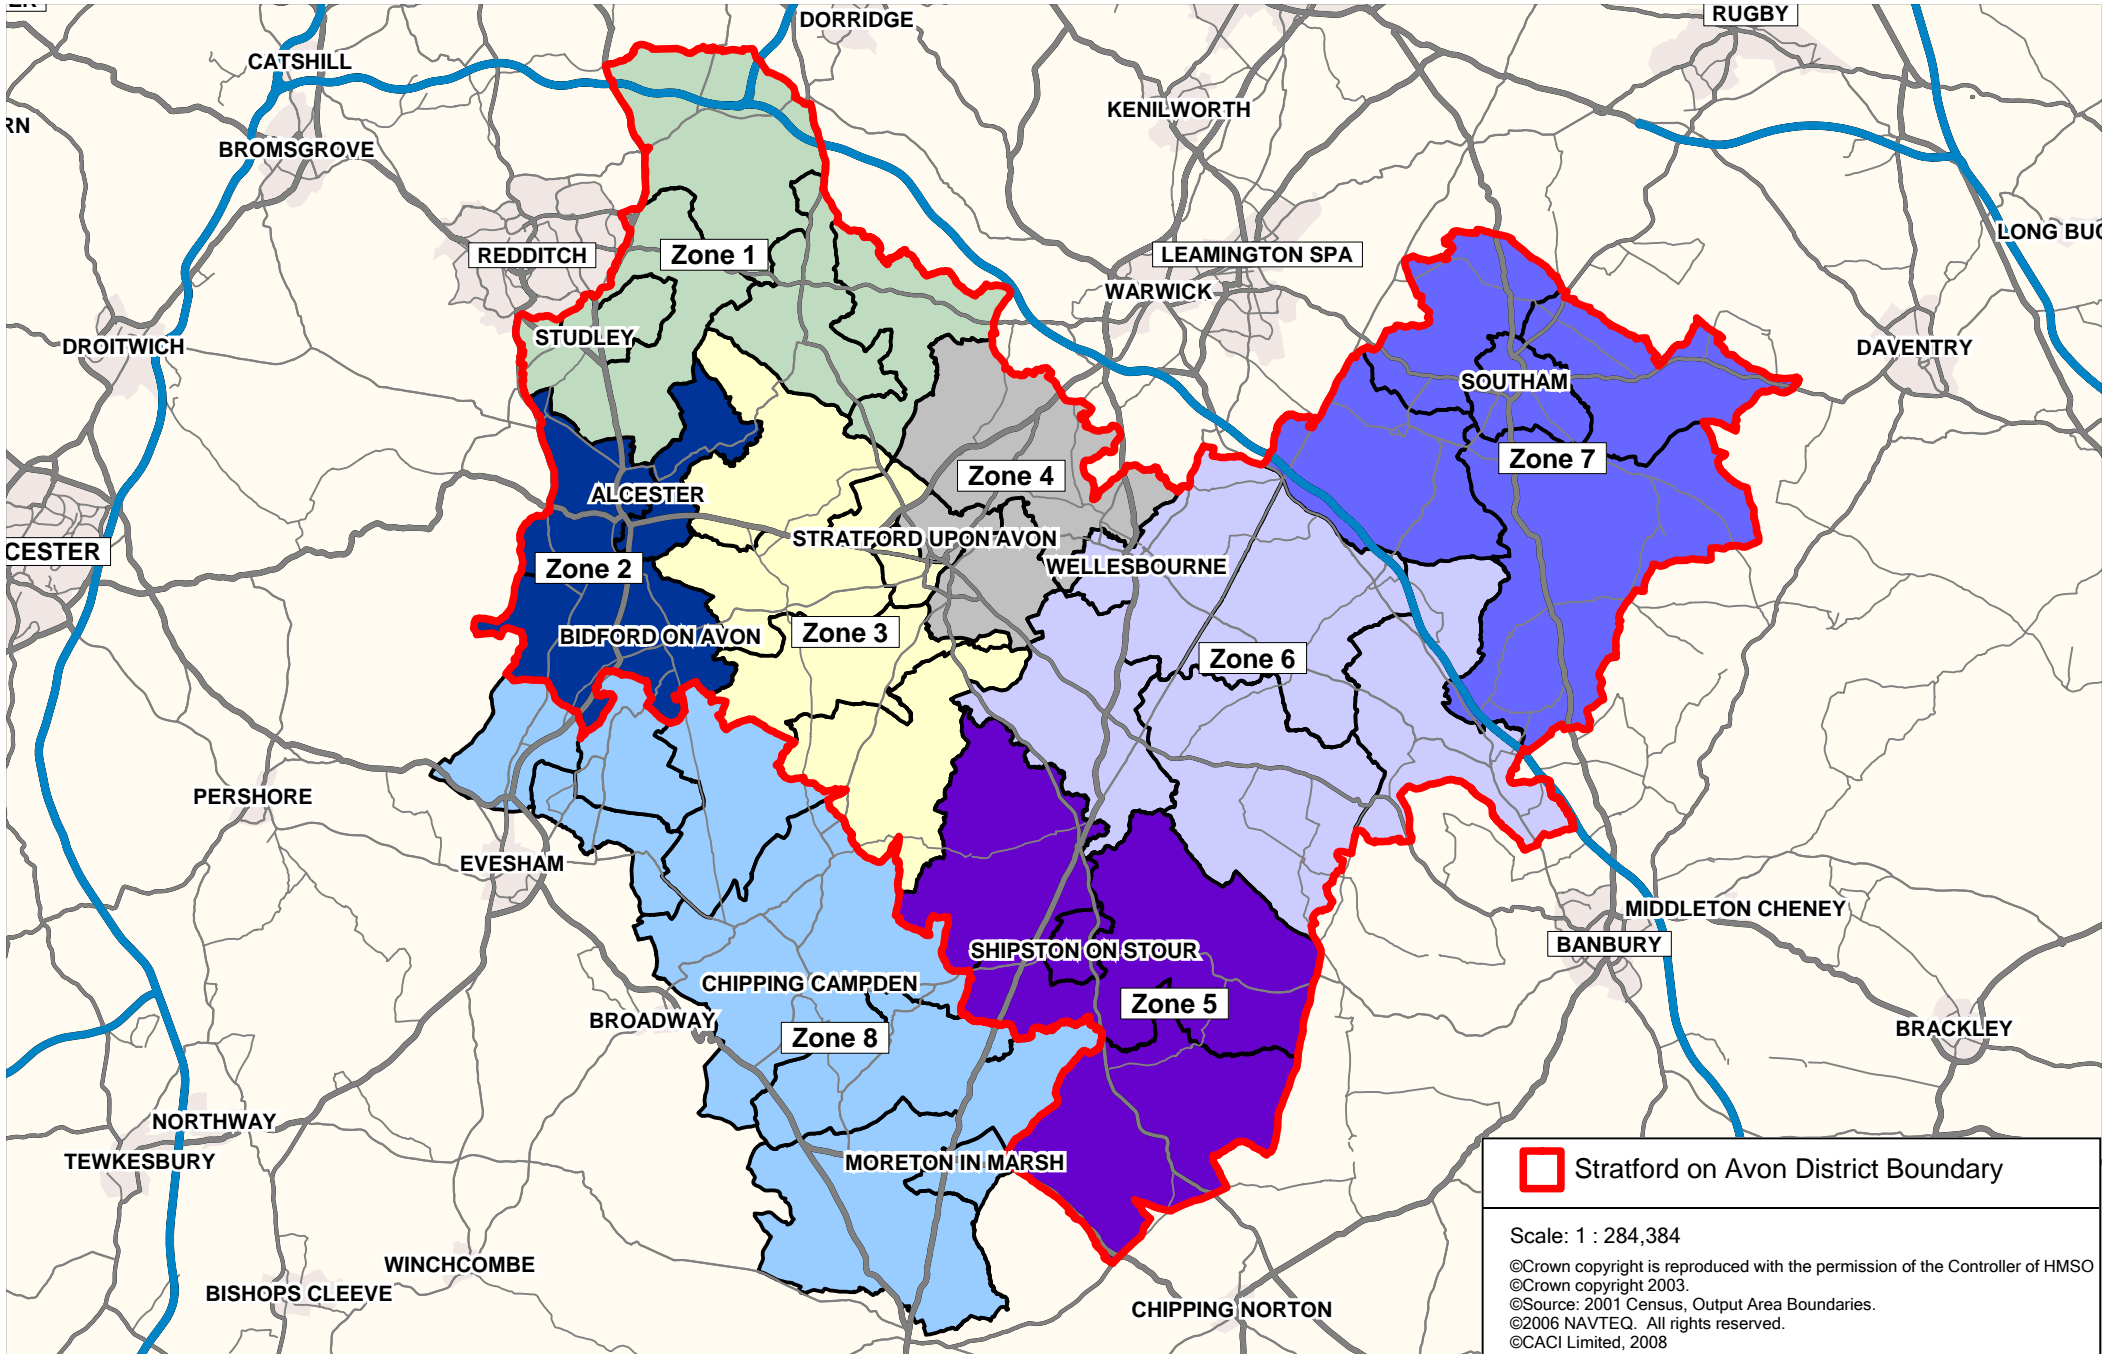 ER
DORRIDGE
RUGBY
CATSHILL
KENILWORTH
RN
BROMSGROVE
LONG BUC
REDDITCH
Zone 1
LEAMINGTON SPA
WARWICK
STUDLEY
DROITWICH
DAVENTRY
SOUTHAM
Zone 7
Zone 4
ALCESTER
STRATFORD UPON AVON
CESTER
Zone 2
WELLESBOURNE
BIDFORD ON AVON
Zone 3
Zone 6
PERSHORE
EVESHAM
MIDDLETON CHENEY
BANBURY
SHIPSTON ON STOUR
CHIPPING CAMPDEN
Zone 5
BROADWAY
Zone 8
BRACKLEY
NORTHWAY
TEWKESBURY
MORETON IN MARSH
WINCHCOMBE
BISHOPS CLEEVE
CHIPPING NORTON
Stratford on Avon District Boundary
Scale: 1 : 284,384
©Crown copyright is reproduced with the permission of the Controller of HMSO
©Crown copyright 2003.
©Source: 2001 Census, Output Area Boundaries.
©2006 NAVTEQ. All rights reserved.
©CACI Limited, 2008